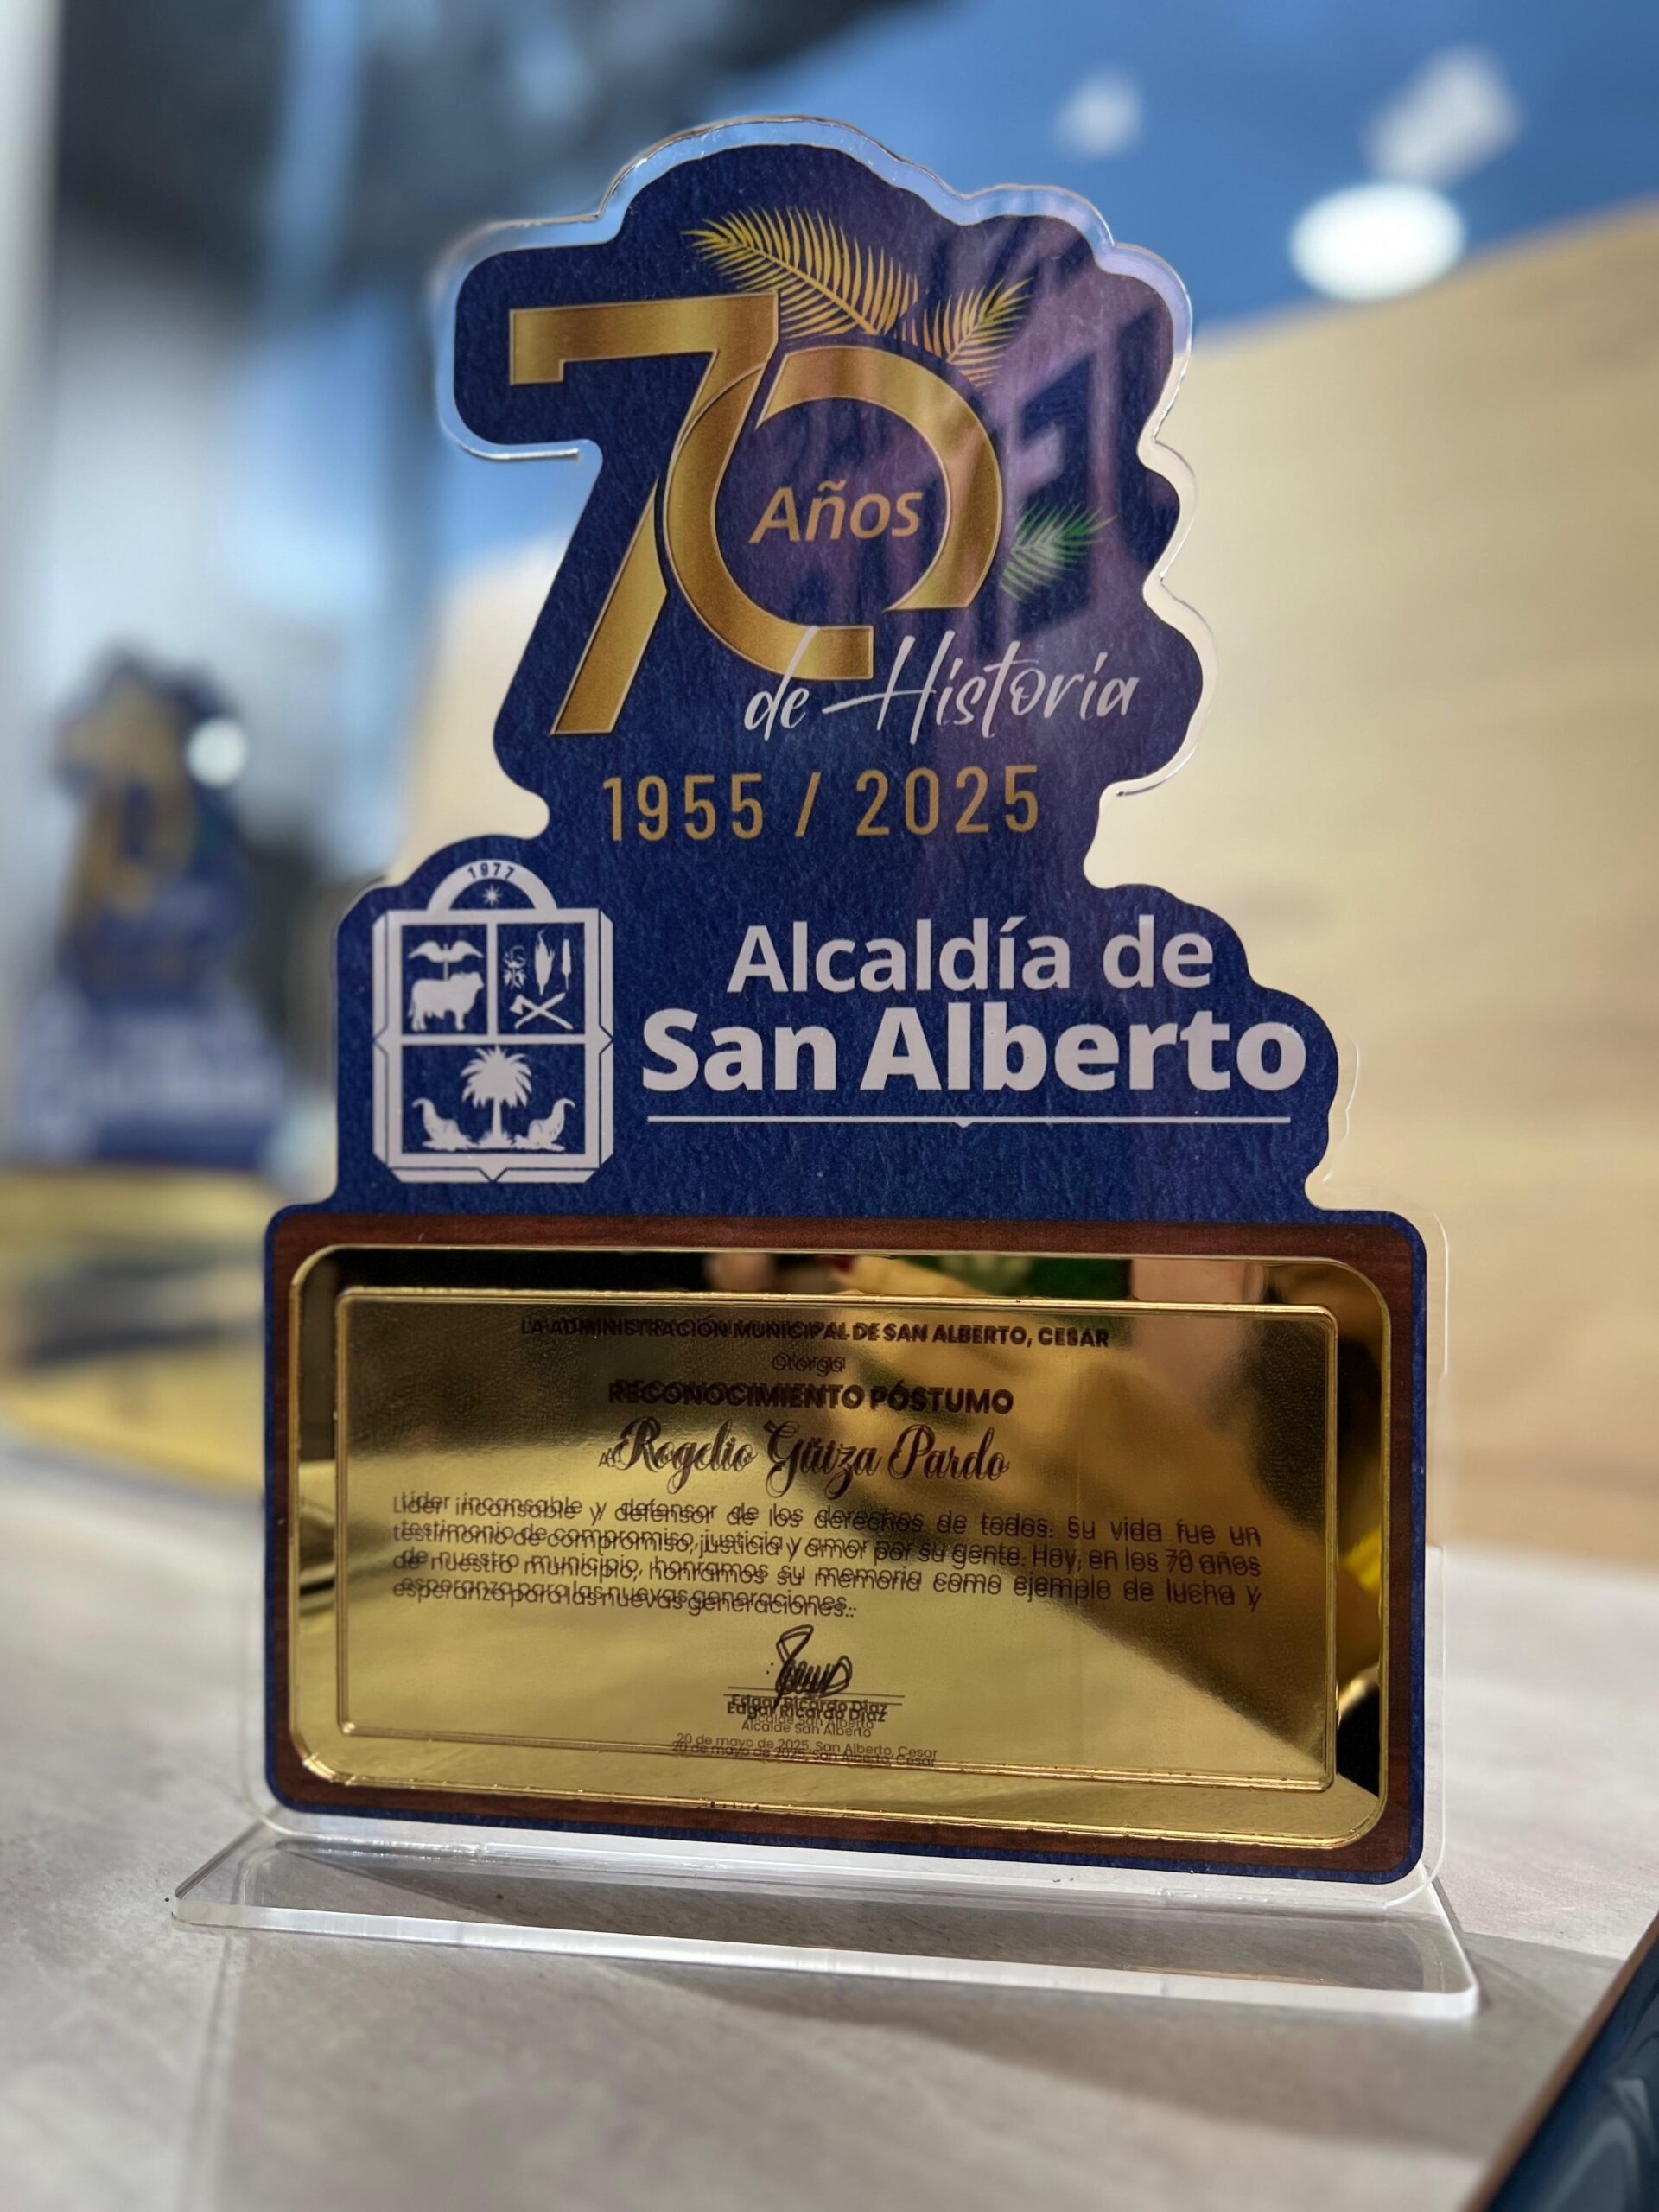 70
Años
de Historia
1955 / 2025
1977
Alcaldía de
San Alberto
LA ADMINISTRACIÓN MUNICIPAL DE SAN ALBERTO, CESAR
Otorga
RECONOCIMIENTO PÓSTUMO
A: Rogelio Güiza Pardo
Líder incansable y defensor de los derechos de todos. Su vida fue un
testimonio de compromiso, justicia y amor por su gente. Hoy, en los 70 años
de nuestro municipio, honramos su memoria como ejemplo de lucha y
esperanza para las nuevas generaciones.
Edgar Ricardo Díaz
Alcalde San Alberto
20 de mayo de 2025, San Alberto, Cesar